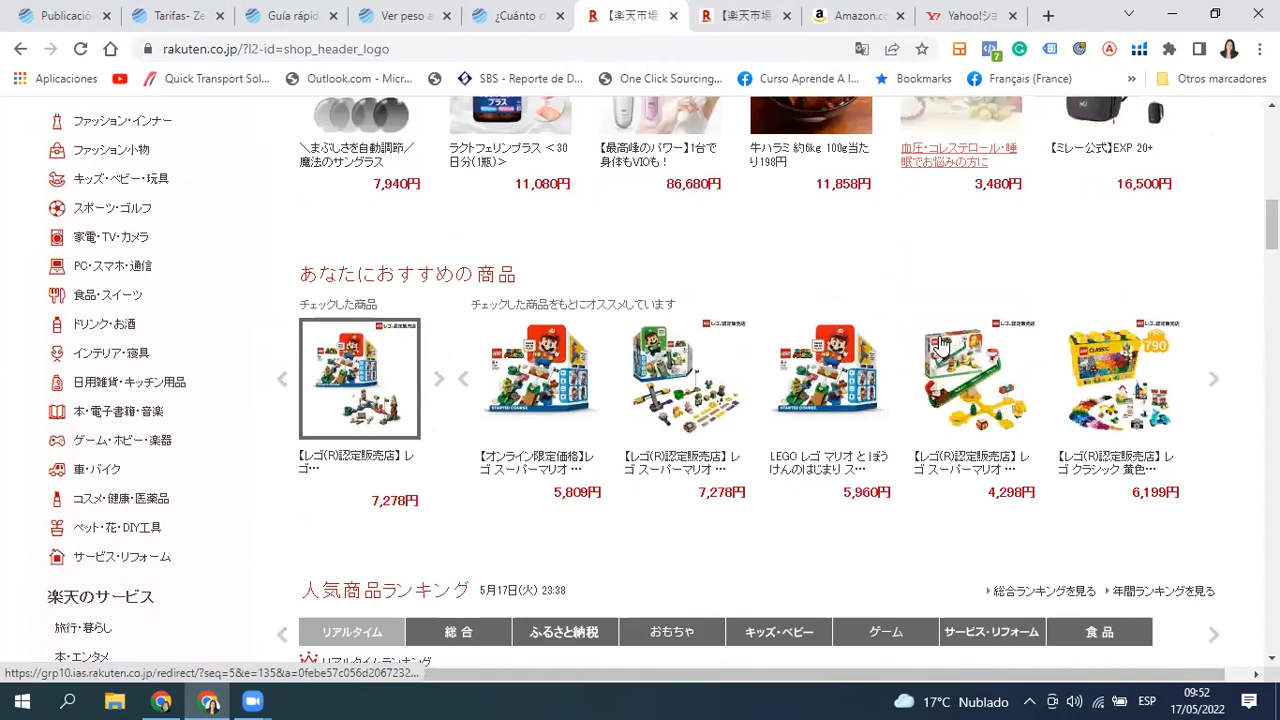 Publicació
Tarifas- Ze
Guía rápid
Ver peso a
¿Cuánto q
【楽天市場
【楽天市場
Amazon.cc
Yahoo!ショ
rakuten.co.jp/?l2-id=shop_header_logo
Aplicaciones
Quick Transport Sol...
Outlook.com - Micr...
SBS - Reporte de D...
One Click Sourcing...
Curso Aprende A I...
Bookmarks
Français (France)
Otros marcadores
ファッション・インナー
ファッション小物
キッズ・ベビー・玩具
スポーツ・ゴルフ
家電・TV・カメラ
PC・スマホ・通信
食品・スイーツ
ドリンク・お酒
インテリア・寝具
日用雑貨・キッチン用品
本・電子書籍・音楽
ゲーム・ホビー・楽器
車・バイク
コスメ・健康・医薬品
ペット・花・DIY工具
サービス・リフォーム
楽天のサービス
旅行・暮らし
本・エンタメ
＼まぶしさを自動調節／
魔法のサングラス
7,940円
ラクトフェリンプラス ＜30
日分(1瓶)＞
11,080円
【最高峰のパワー】1台で
身体もVIOも！
86,680円
牛ハラミ 約6kg 100g当た
り198円
11,858円
血圧・コレステロール・睡
眠でお悩みの方に
3,480円
【ミレー公式】EXP 20+
16,500円
あなたにおすすめの商品
チェックした商品
チェックした商品をもとにオススメしています
【レゴ(R)認定販売店】レ
ゴ…
7,278円
【オンライン限定価格】レ
ゴ スーパーマリオ …
5,809円
【レゴ(R)認定販売店】 レ
ゴ スーパーマリオ …
7,278円
LEGO レゴ マリオ とぼう
けんのはじまり ス…
5,960円
【レゴ(R)認定販売店】 レ
ゴ スーパーマリオ …
4,298円
790
【レゴ(R)認定販売店】 レ
ゴ クラシック 黄色…
6,199円
人気商品ランキング 5月17日(火) 23:38
総合ランキングを見る 年間ランキングを見る
リアルタイム
総合
ふるさと納税
おもちゃ
キッズ・ベビー
ゲーム
サービス・リフォーム
食品
リアルタイムランキング
https://grp10.ias.rakuten.co.jp/redirect/?seq=5&e=1358&a=0febe57c056d2067232...
17°C Nublado
ESP
09:52
17/05/2022